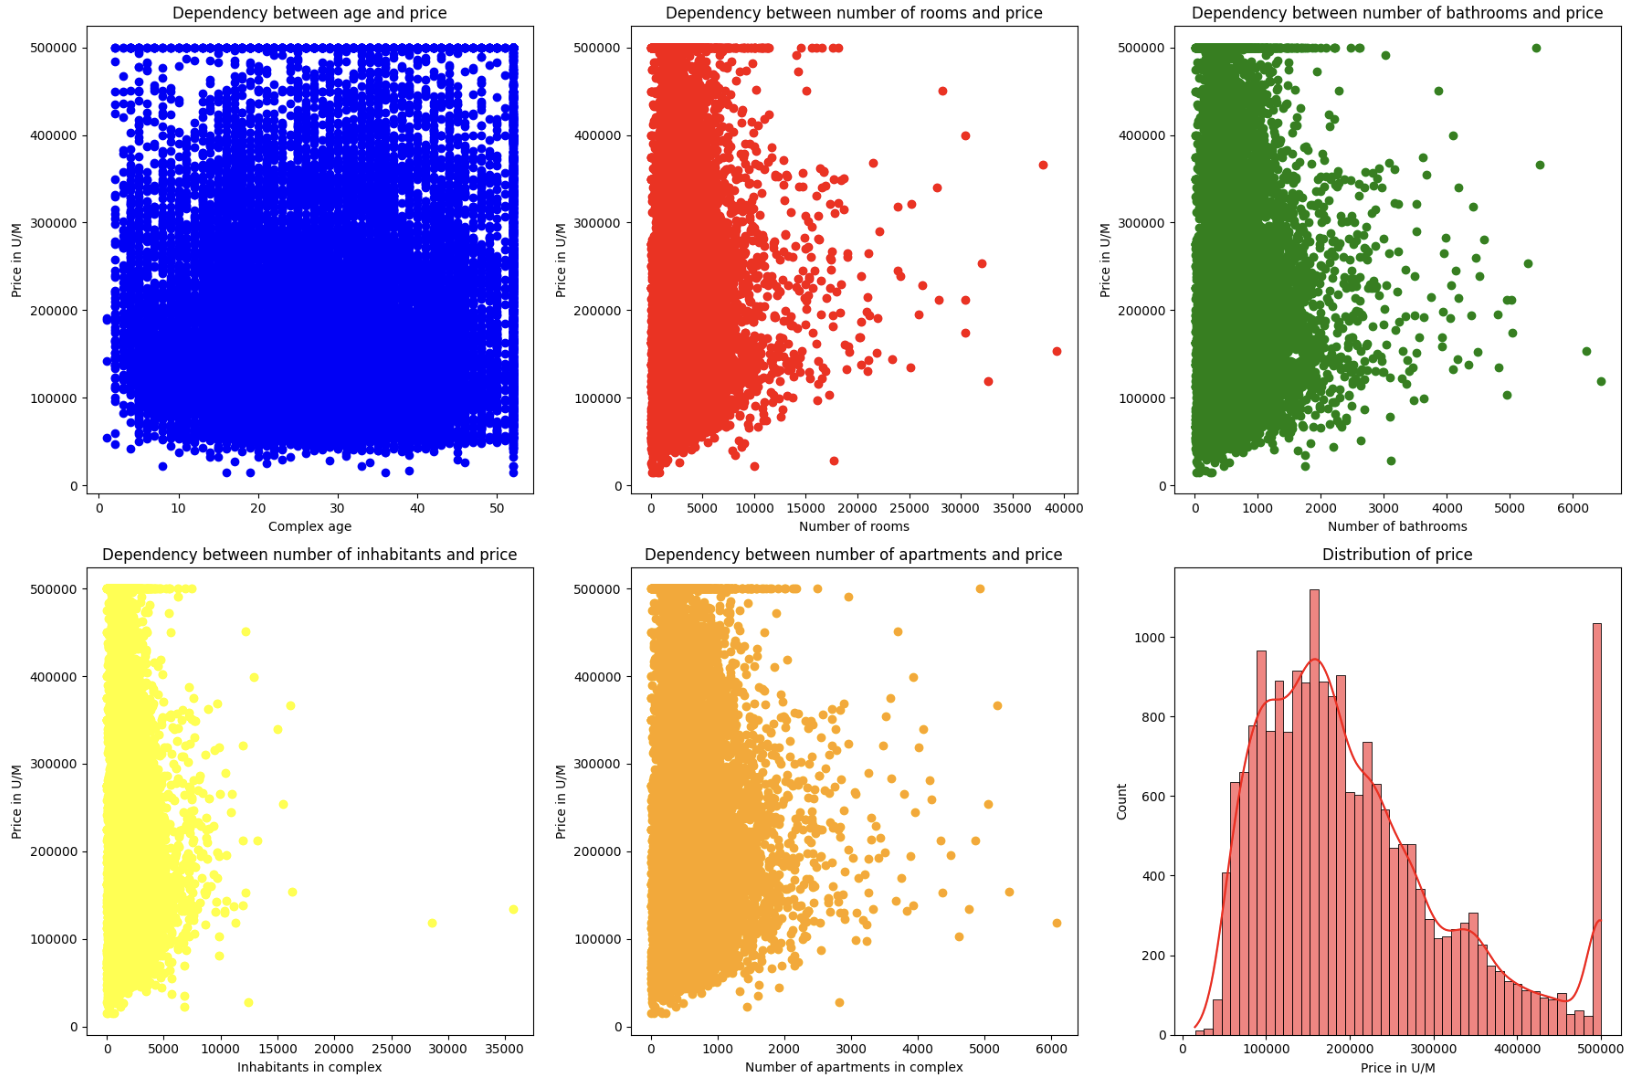 Dependency between age and price
Price in U/M
500000
400000
300000
200000
100000
0
0 10 20 30 40 50
Complex age
Dependency between number of rooms and price
Price in U/M
500000
400000
300000
200000
100000
0
0 5000 10000 15000 20000 25000 30000 35000 40000
Number of rooms
Dependency between number of bathrooms and price
Price in U/M
500000
400000
300000
200000
100000
0
0 1000 2000 3000 4000 5000 6000
Number of bathrooms
Dependency between number of inhabitants and price
Price in U/M
500000
400000
300000
200000
100000
0
0 5000 10000 15000 20000 25000 30000 35000
Inhabitants in complex
Dependency between number of apartments and price
Price in U/M
500000
400000
300000
200000
100000
0
0 1000 2000 3000 4000 5000 6000
Number of apartments in complex
Distribution of price
Count
1000
800
600
400
200
0
0 100000 200000 300000 400000 500000
Price in U/M